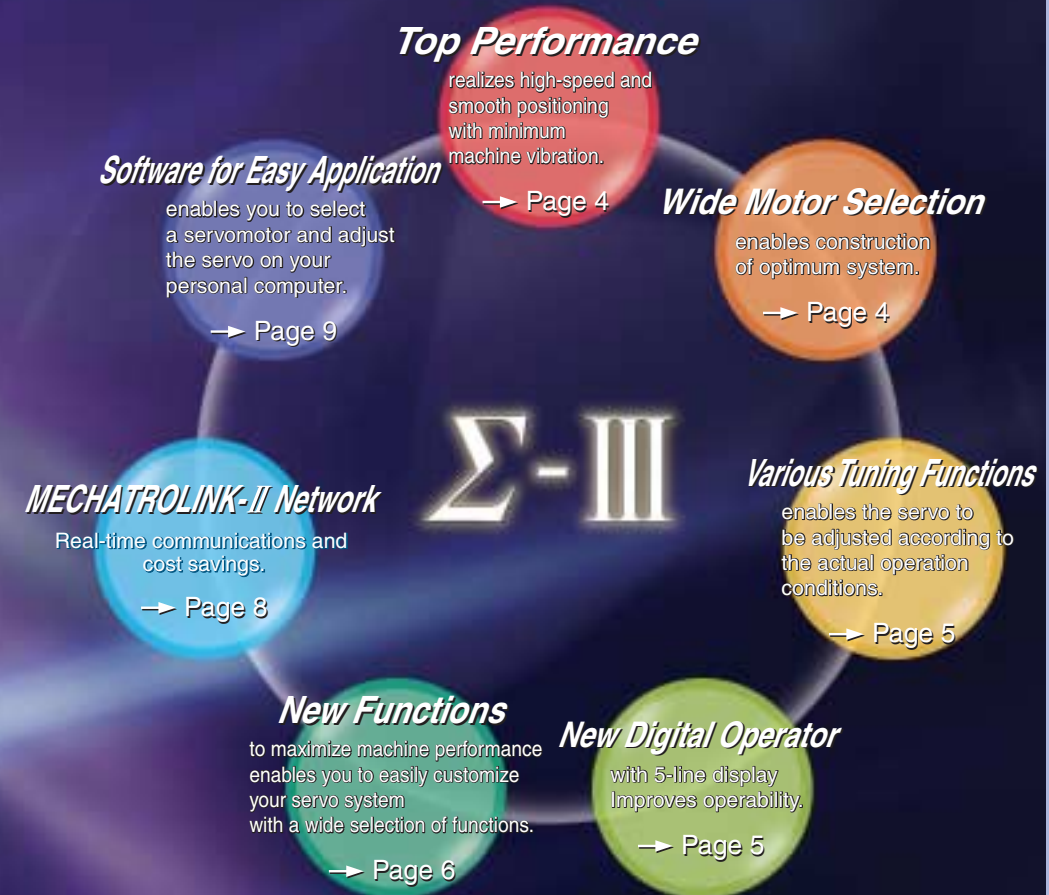 Top Performance
realizes high-speed and
smooth positioning
with minimum
machine vibration.
→ Page 4
Wide Motor Selection
enables construction
of optimum system.
→ Page 4
Various Tuning Functions
enables the servo to
be adjusted according to
the actual operation
conditions.
→ Page 5
New Digital Operator
with 5-line display
Improves operability.
→ Page 5
New Functions
to maximize machine performance
enables you to easily customize
your servo system
with a wide selection of functions.
→ Page 6
MECHATROLINK-II Network
Real-time communications and
cost savings.
→ Page 8
Software for Easy Application
enables you to select
a servomotor and adjust
the servo on your
personal computer.
→ Page 9
Σ-III